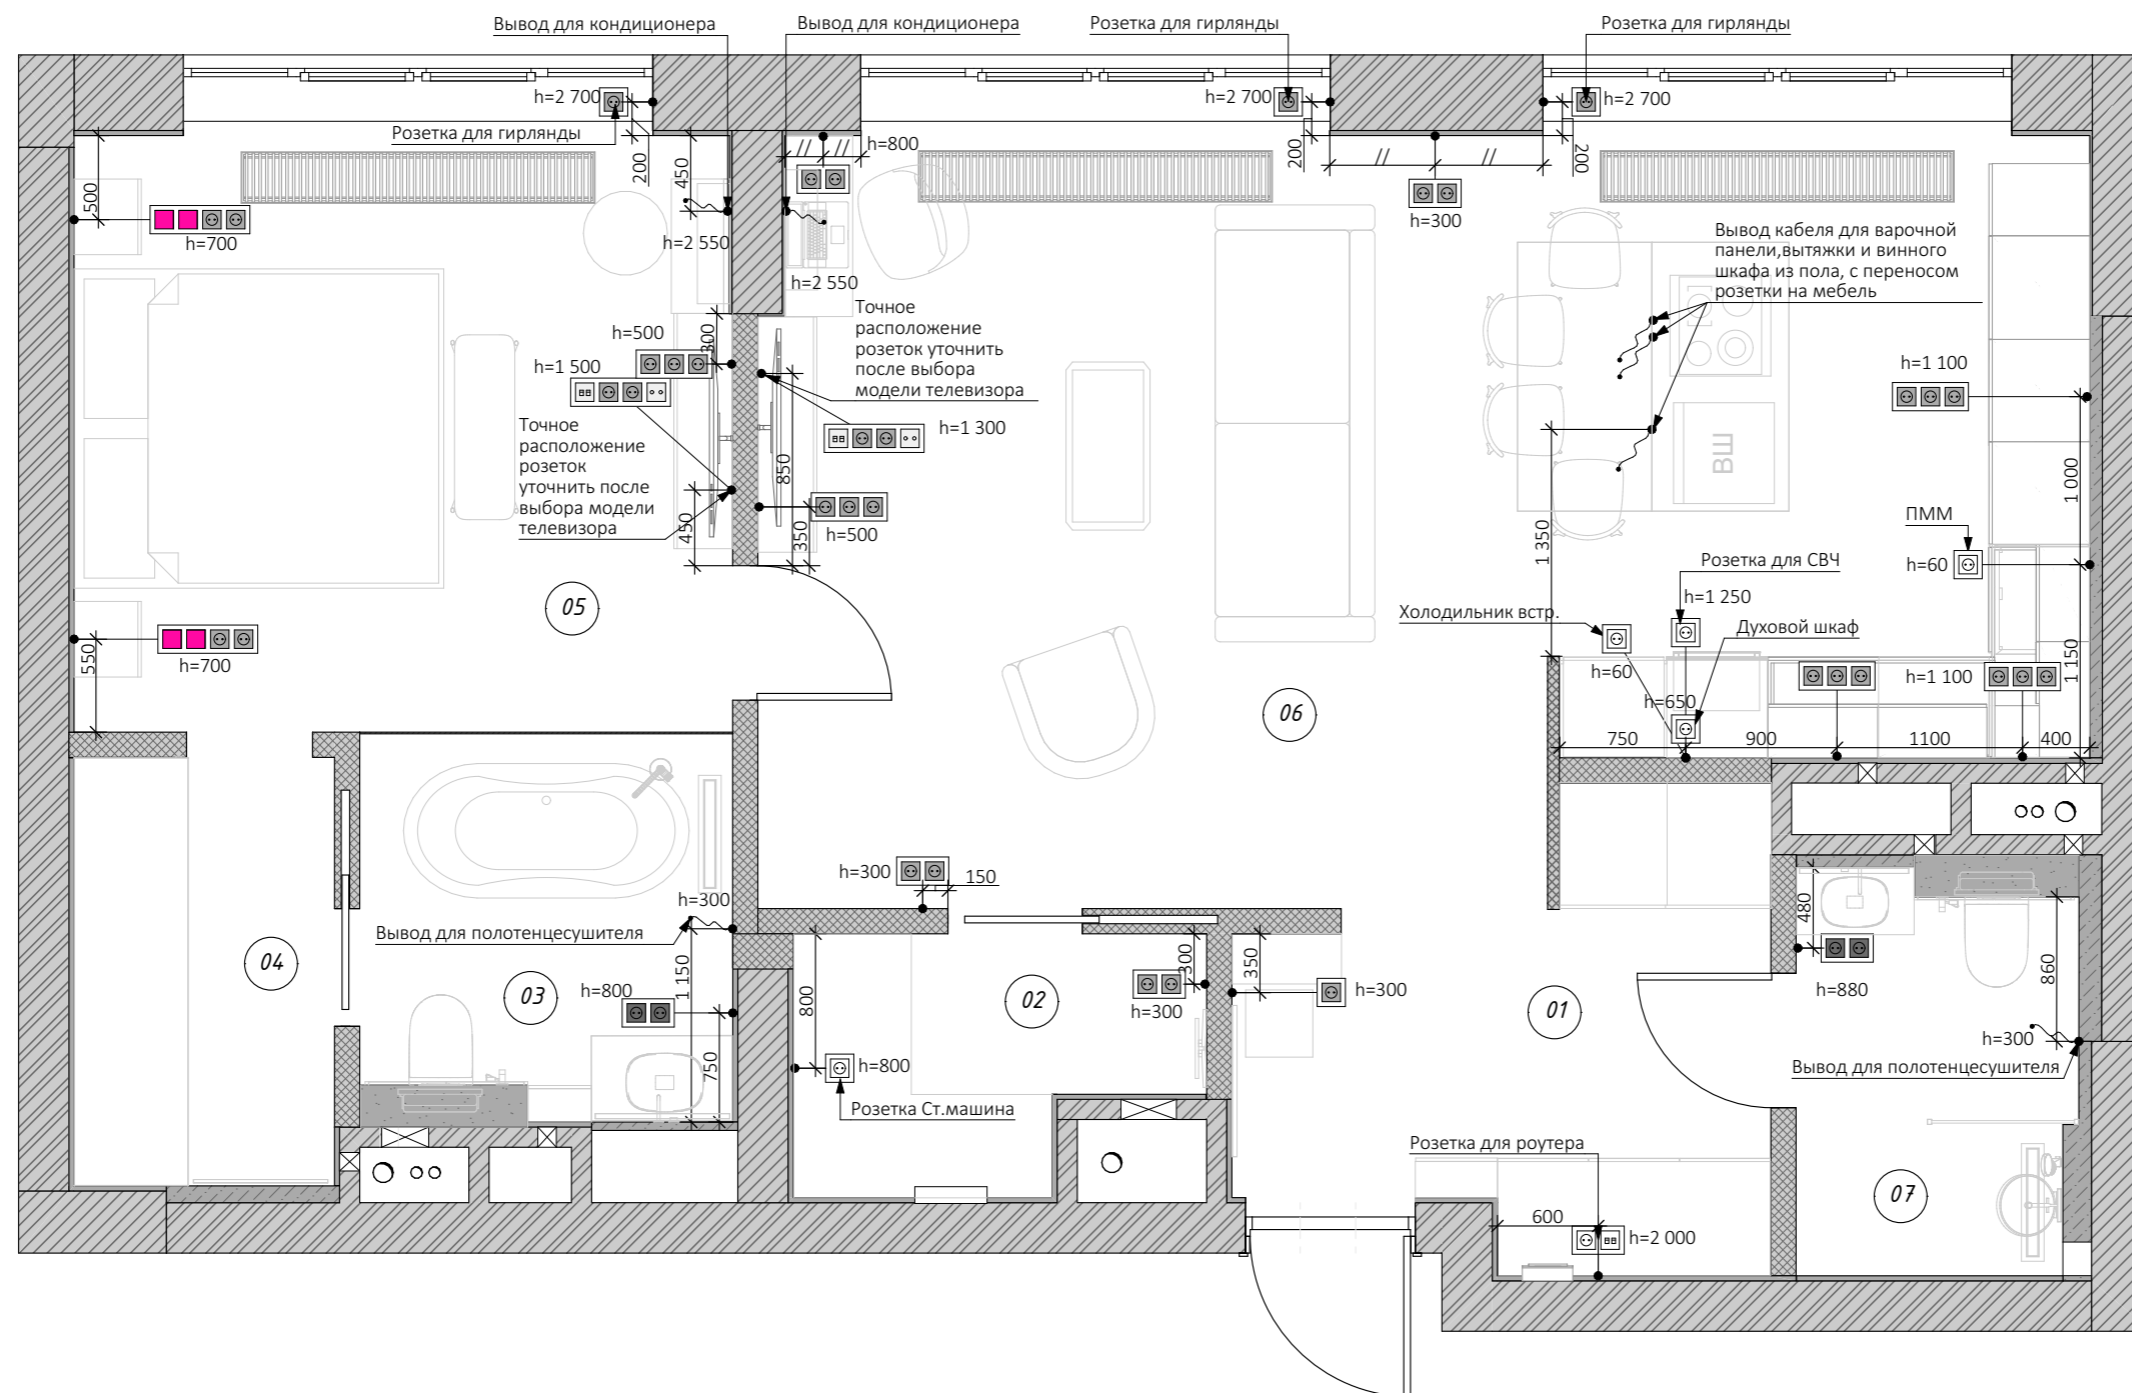 Вывод для кондиционера
Вывод для кондиционера
Розетка для гирлянды
Розетка для гирлянды
h=2 700
h=2 700
h=2 700
Розетка для гирлянды
200
450
500
h=700
h=2 550
h=800
//
//
200
//
//
200
h=300
h=2 550
Вывод кабеля для варочной
панели,вытяжки и винного
шкафа из пола, с переносом
розетки на мебель
Точное
расположение
розеток уточнить
после выбора
модели телевизора
h=500
300
h=1 500
h=1 300
850
h=1 100
Точное
расположение
розеток
уточнить после
выбора модели
телевизора
450
350
h=500
ВШ
1 000
1 350
ПММ
h=60
Розетка для СВЧ
h=1 250
Холодильник встр.
Духовой шкаф
h=60
h=650
h=1 100
1 150
750
900
1100
400
05
06
550
h=700
h=300
150
h=300
Вывод для полотенцесушителя
04
03
h=800
1 150
750
800
02
300
h=300
350
h=300
h=800
Розетка Ст.машина
01
480
h=880
860
h=300
Вывод для полотенцесушителя
Розетка для роутера
600
h=2 000
07